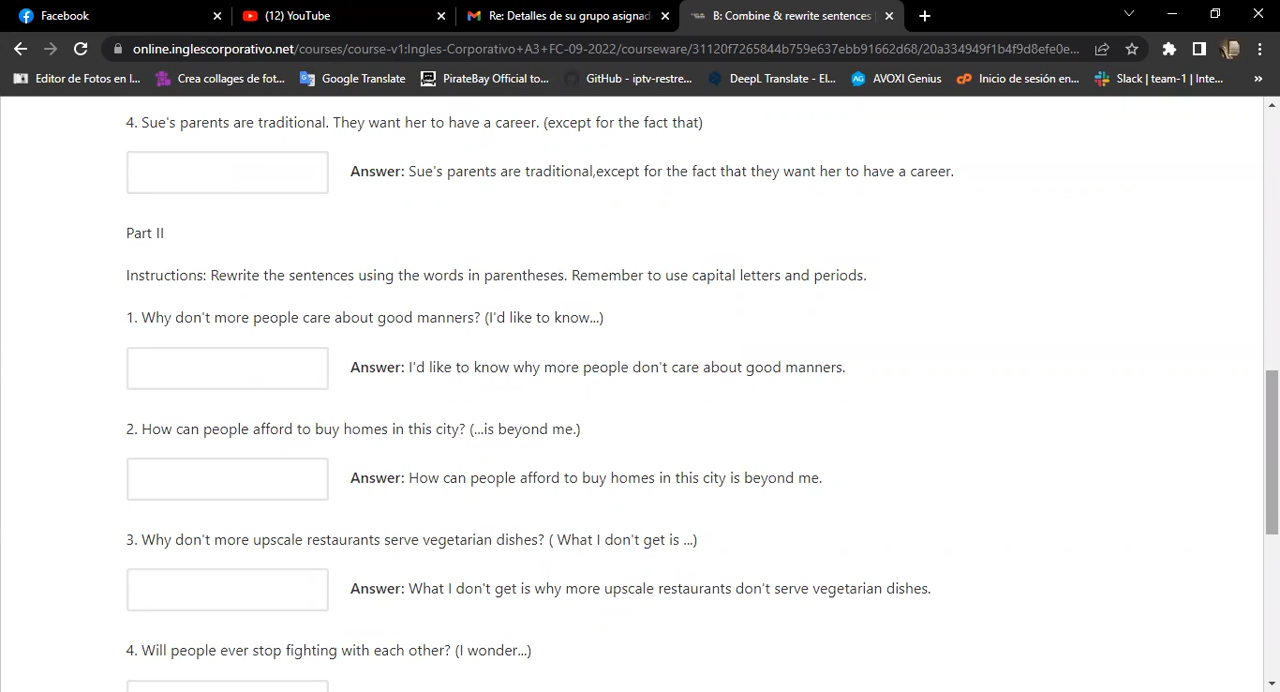 Facebook
(12) YouTube
Re: Detalles de su grupo asignad
B: Combine & rewrite sentences
online.inglescorporativo.net/courses/course-v1:Ingles-Corporativo+A3+FC-09-2022/courseware/31120f7265844b759e637ebb91662d68/20a334949f1b4f9d8efe0e...
Editor de Fotos en l...
Crea collages de fot...
Google Translate
PirateBay Official to...
GitHub - iptv-restre...
DeepL Translate - El...
AVOXI Genius
Inicio de sesión en...
Slack | team-1 | Inte...
»
4. Sue's parents are traditional. They want her to have a career. (except for the fact that)
Answer: Sue's parents are traditional,except for the fact that they want her to have a career.
Part II
Instructions: Rewrite the sentences using the words in parentheses. Remember to use capital letters and periods.
1. Why don't more people care about good manners? (I'd like to know...)
Answer: I'd like to know why more people don't care about good manners.
2. How can people afford to buy homes in this city? (...is beyond me.)
Answer: How can people afford to buy homes in this city is beyond me.
3. Why don't more upscale restaurants serve vegetarian dishes? ( What I don't get is ...)
Answer: What I don't get is why more upscale restaurants don't serve vegetarian dishes.
4. Will people ever stop fighting with each other? (I wonder...)